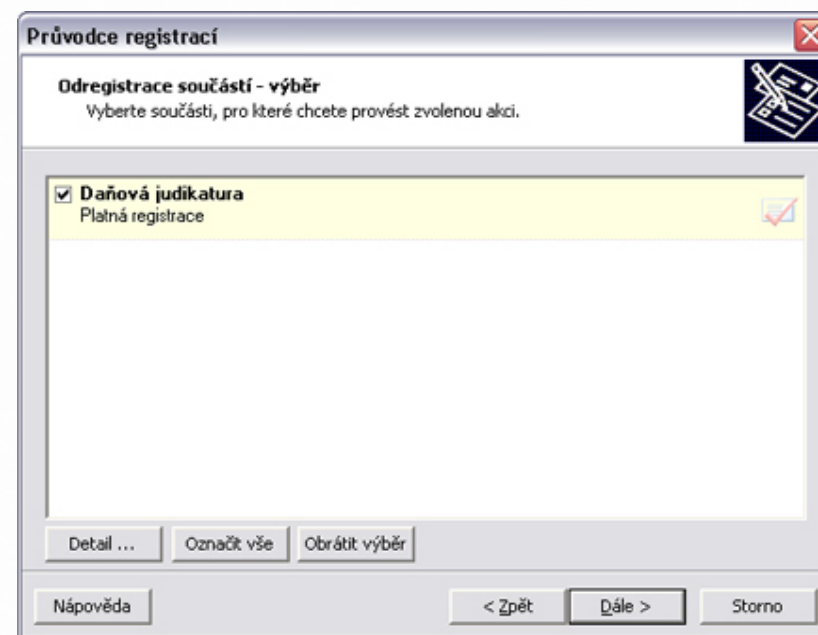 Průvodce registrací
Odregistrace součástí - výběr
Vyberte součásti, pro které chcete provést zvolenou akci.
Daňová judikatura
Platná registrace
Detail ...
Označit vše
Obrátit výběr
Nápověda
< Zpět
Dále >
Storno